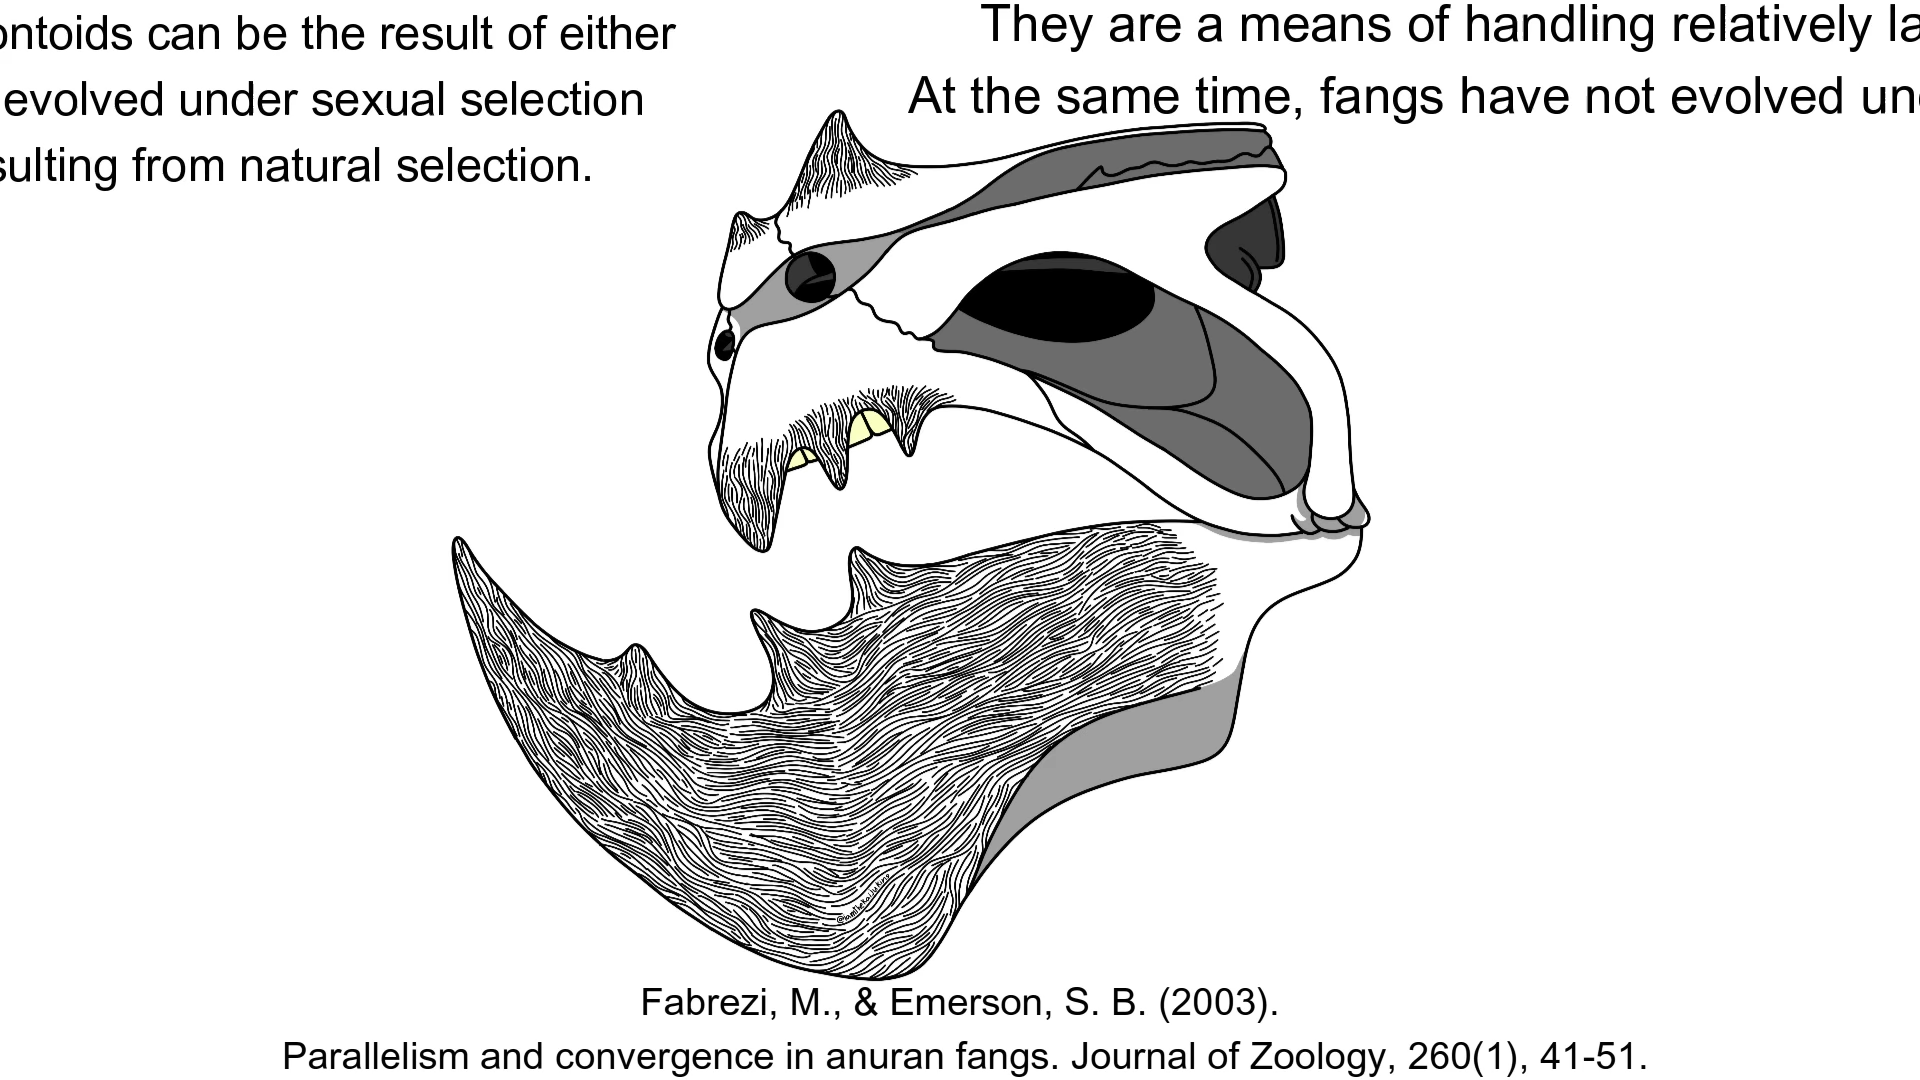 ontoids can be the result of either
evolved under sexual selection
sulting from natural selection.
They are a means of handling relatively la
At the same time, fangs have not evolved un
Fabrezi, M., & Emerson, S. B. (2003).
Parallelism and convergence in anuran fangs. Journal of Zoology, 260(1), 41-51.